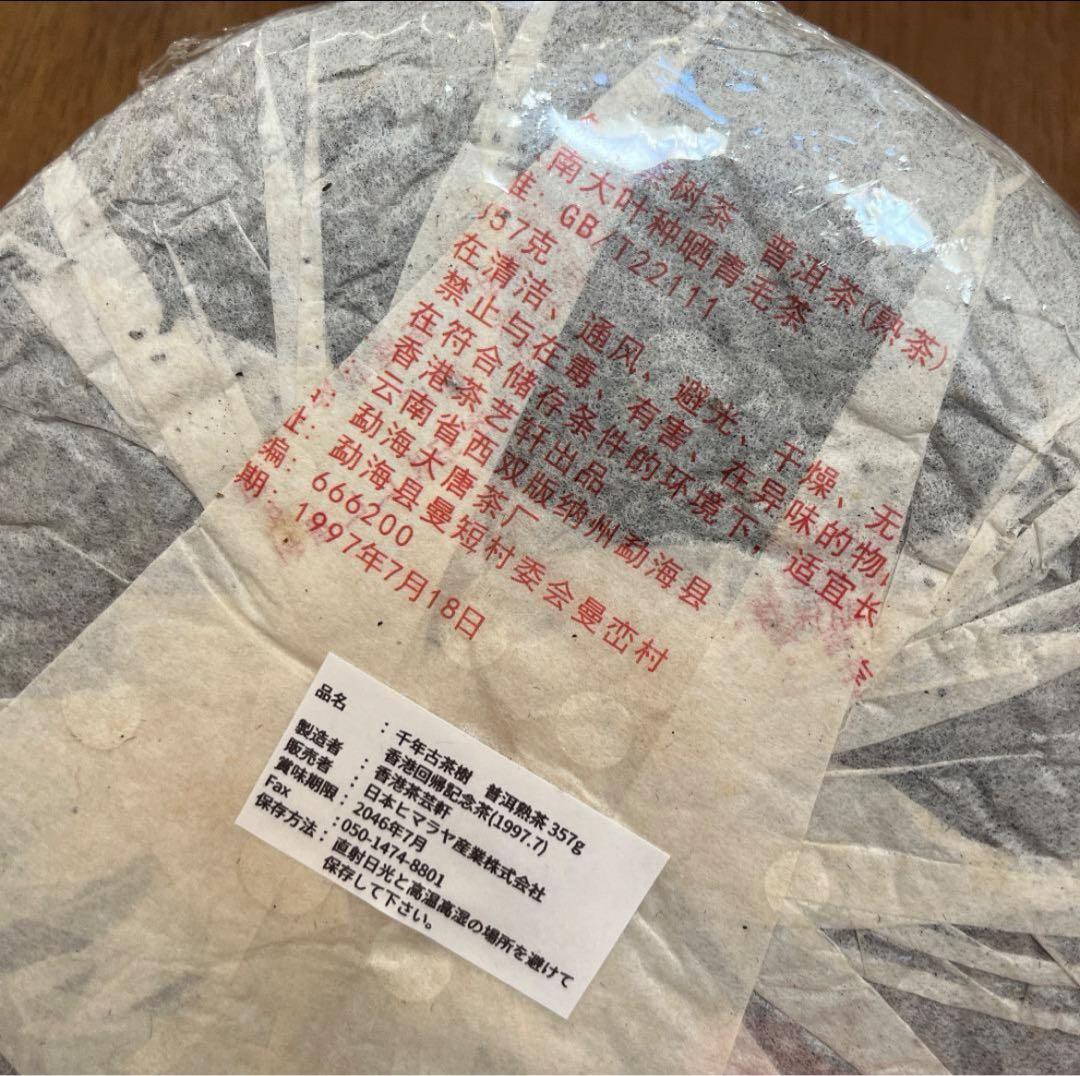 树茶 普洱茶(熟茶)
南大叶种晒青毛茶
准：GB/T22111
357克
在清洁、通风、避光、干燥、无
禁止与在毒、有害、在异味的物
在符合储存条件的环境下，适宜长
香港茶艺轩出品
云南省西双版纳州勐海县
勐海大唐茶厂
止：勐海县曼短村委会曼峦村
编：666200
期：1997年7月18日
品名 ：千年古茶樹 普洱熟茶 357g
香港回帰記念茶(1997.7)
製造者 ：香港茶芸軒
販売者 ：日本ヒマラヤ産業株式会社
賞味期限：2046年7月
Fax ：050-1474-8801
保存方法：直射日光と高温高湿の場所を避けて
保存して下さい。